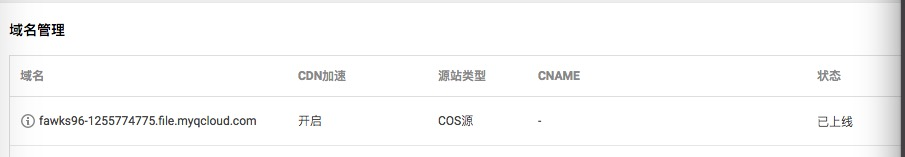 域名管理
域名 CDN加速 源站类型 CNAME 状态
fawks96-1255774775.file.myqcloud.com 开启 COS源 - 已上线